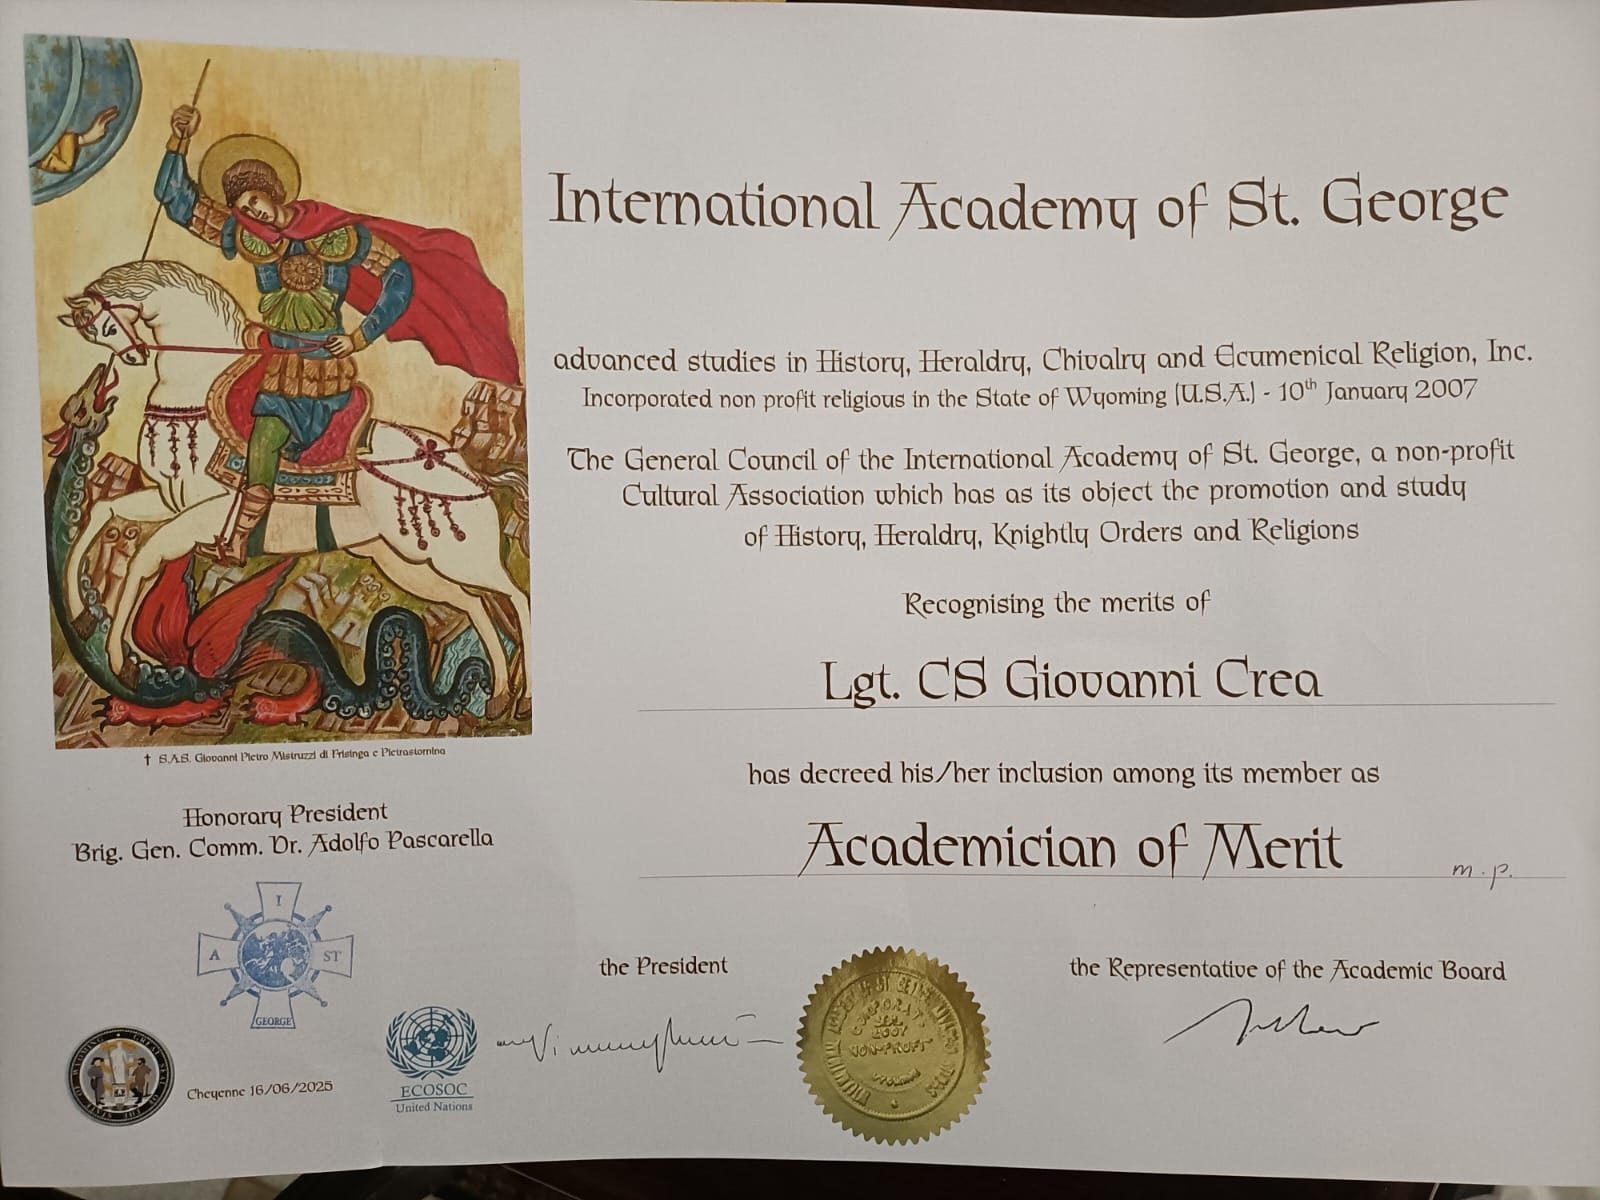 International Academy of St. George
advanced studies in History, Heraldry, Chivalry and Ecumenical Religion, Inc.
Incorporated non profit religious in the State of Wyoming (U.S.A.) - 10th January 2007
The General Council of the International Academy of St. George, a non-profit
Cultural Association which has as its object the promotion and study
of History, Heraldry, Knightly Orders and Religions
Recognising the merits of
Lgt. CS Giovanni Crea
has decreed his/her inclusion among its member as
Academician of Merit
m.p.
† S.A.S. Giovanni Pietro Mistruzzi di Frisinga e Pietrastornina
Honorary President
Brig. Gen. Comm. Dr. Adolfo Pascarella
I
A
ST
GEORGE
the President
the Representative of the Academic Board
Cheyenne 16/06/2025
ECOSOC
United Nations
2007
NON-PROFIT